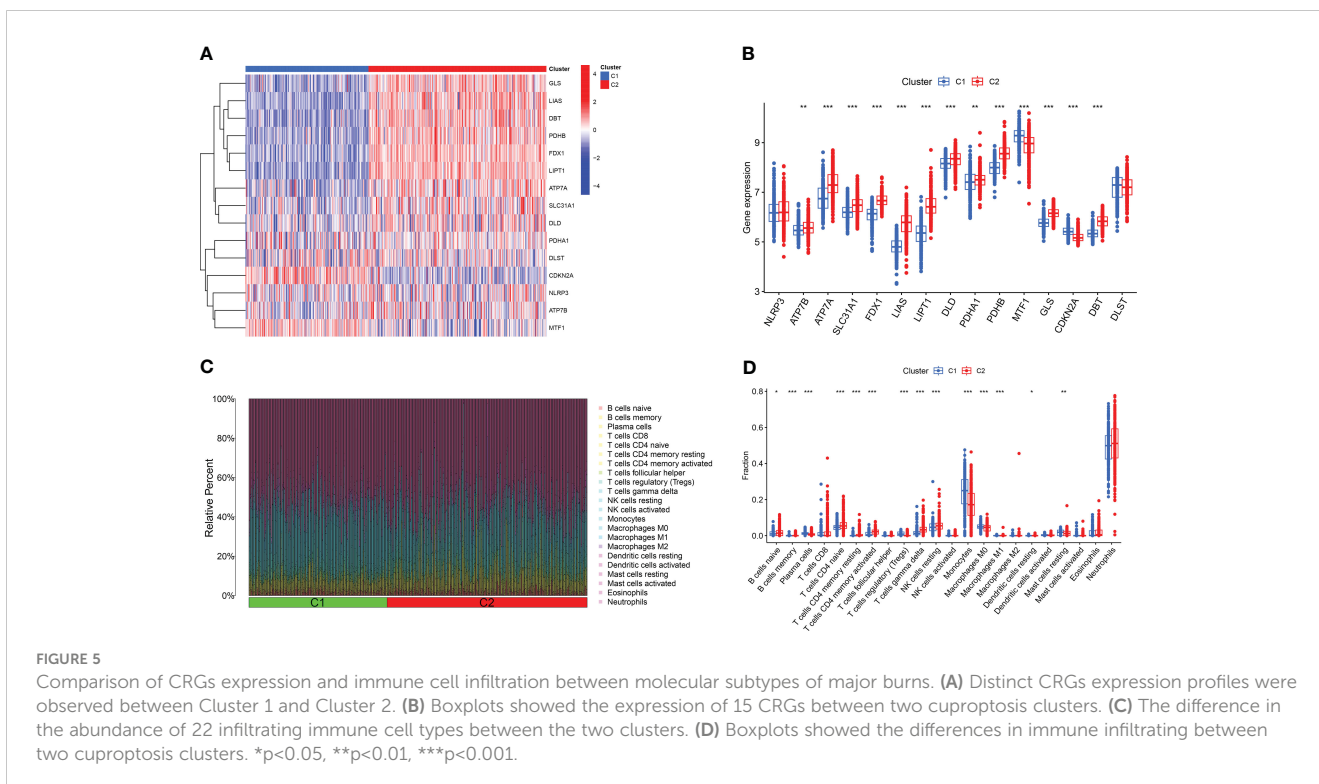 A
Cluster
GLS
LIAS
DBT
PDHB
FDX1
LIPT1
ATP7A
SLC31A1
DLD
PDHA1
DLST
CDKN2A
NLRP3
ATP7B
MTF1
4
2
0
−2
−4
Cluster
C1
C2
B
Cluster C1 C2
** *** *** *** *** *** *** ** *** *** *** *** ***
Gene expression
9
7
5
3
NLRP3
ATP7B
ATP7A
SLC31A1
FDX1
LIAS
LIPT1
DLD
PDHA1
PDHB
MTF1
GLS
CDKN2A
DBT
DLST
C
Relative Percent
100%
80%
60%
40%
20%
0%
C1 C2
B cells naive
B cells memory
Plasma cells
T cells CD8
T cells CD4 naive
T cells CD4 memory resting
T cells CD4 memory activated
T cells follicular helper
T cells regulatory (Tregs)
T cells gamma delta
NK cells resting
NK cells activated
Monocytes
Macrophages M0
Macrophages M1
Macrophages M2
Dendritic cells resting
Dendritic cells activated
Mast cells resting
Mast cells activated
Eosinophils
Neutrophils
D
Cluster C1 C2
* *** *** *** *** *** *** *** *** *** *** *** * **
Fraction
0.8
0.6
0.4
0.2
0.0
B cells naive
B cells memory
Plasma cells
T cells CD8
T cells CD4 naive
T cells CD4 memory resting
T cells CD4 memory activated
T cells follicular helper
T cells regulatory (Tregs)
T cells gamma delta
NK cells resting
NK cells activated
Monocytes
Macrophages M0
Macrophages M1
Macrophages M2
Dendritic cells resting
Dendritic cells activated
Mast cells resting
Mast cells activated
Eosinophils
Neutrophils
FIGURE 5
Comparison of CRGs expression and immune cell infiltration between molecular subtypes of major burns. (A) Distinct CRGs expression profiles were
observed between Cluster 1 and Cluster 2. (B) Boxplots showed the expression of 15 CRGs between two cuproptosis clusters. (C) The difference in
the abundance of 22 infiltrating immune cell types between the two clusters. (D) Boxplots showed the differences in immune infiltrating between
two cuproptosis clusters. *p<0.05, **p<0.01, ***p<0.001.